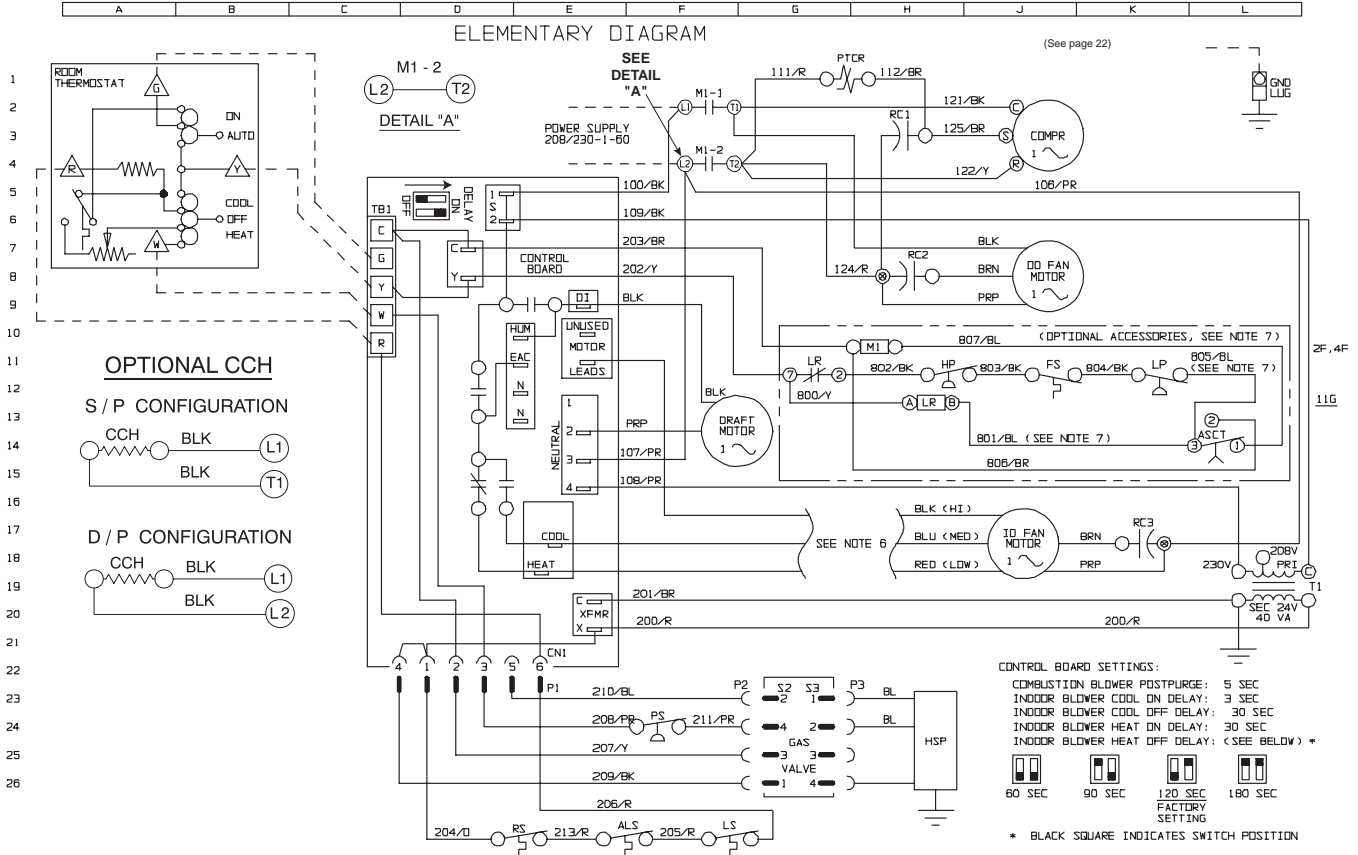 A B C D E F G H J K L
ELEMENTARY DIAGRAM
(See page 22)
1
2
3
4
5
6
7
8
9
10
11
12
13
14
15
16
17
18
19
20
21
22
23
24
25
26
ROOM
THERMOSTAT
G
ON
AUTO
R
Y
COOL
OFF
HEAT
W
M1 - 2
L2 T2
DETAIL "A"
SEE
DETAIL
"A"
POWER SUPPLY
208/230-1-60
L1 M1-1 T1
L2 M1-2 T2
111/R PTCR 112/BR
RC1
121/BK
125/BR
122/Y
C
S
R
COMPR
1
GND
LUG
106/PR
100/BK
109/BK
203/BR
202/Y
BLK
OFF
ON
DELAY
1
S
2
TB1
C
G
Y
W
R
C
Y
CONTROL
BOARD
DI
HUM
EAC
N
N
UNUSED
MOTOR
LEADS
NEUTRAL
1
2
3
4
COOL
HEAT
C
XFMR
X
124/R
RC2
BLK
BRN
PRP
OD FAN
MOTOR
1
BLK
PRP
107/PR
108/PR
DRAFT
MOTOR
1
(OPTIONAL ACCESSORIES, SEE NOTE 7)
M1
807/BL
7 LR 2
802/BK HP 803/BK FS 804/BK LP
805/BL
(SEE NOTE 7)
800/Y
A LR B
801/BL (SEE NOTE 7)
806/BR
2
3 ASCT 1
2F,4F
11G
SEE NOTE 6
BLK (HI)
BLU (MED)
RED (LOW)
ID FAN
MOTOR
1
BRN
PRP
RC3
230V
208V
PRI
C
T1
SEC 24V
40 VA
201/BR
200/R
200/R
OPTIONAL CCH
S / P CONFIGURATION
CCH BLK L1
BLK T1
D / P CONFIGURATION
CCH BLK L1
BLK L2
CN1
4 1 2 3 5 6
P1
210/BL
208/PR PS 211/PR
207/Y
209/BK
206/R
204/O RS 213/R ALS 205/R LS
P2 S2 S3 P3
2 1
4 2
GAS
3 3
VALVE
1 4
BL
BL
HSP
CONTROL BOARD SETTINGS:
COMBUSTION BLOWER POSTPURGE: 5 SEC
INDOOR BLOWER COOL ON DELAY: 3 SEC
INDOOR BLOWER COOL OFF DELAY: 30 SEC
INDOOR BLOWER HEAT ON DELAY: 30 SEC
INDOOR BLOWER HEAT OFF DELAY: (SEE BELOW) *
60 SEC 90 SEC 120 SEC 180 SEC
FACTORY
SETTING
* BLACK SQUARE INDICATES SWITCH POSITION